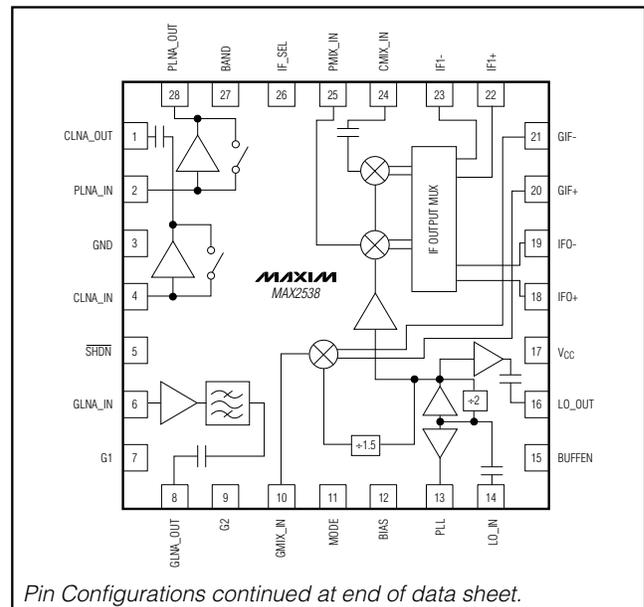 PLNA_OUT
BAND
IF_SEL
PMIX_IN
CMIX_IN
IF1-
IF1+
28
27
26
25
24
23
22
CLNA_OUT
1
PLNA_IN
2
GND
3
CLNA_IN
4
SHDN
5
GLNA_IN
6
G1
7
IF OUTPUT MUX
MAXIM
MAX2538
÷2
÷1.5
21
GIF-
20
GIF+
19
IFO-
18
IFO+
17
VCC
16
LO_OUT
15
BUFFEN
8
9
10
11
12
13
14
GLNA_OUT
G2
GMIX_IN
MODE
BIAS
PLL
LO_IN
Pin Configurations continued at end of data sheet.